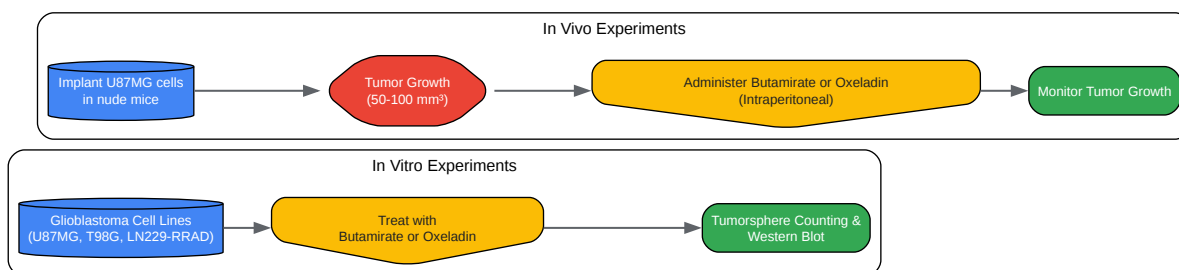 In Vivo Experiments
Implant U87MG cells
in nude mice
Tumor Growth
(50-100 mm³)
Administer Butamirate or Oxeladin
(Intraperitoneal)
Monitor Tumor Growth
In Vitro Experiments
Glioblastoma Cell Lines
(U87MG, T98G, LN229-RRAD)
Treat with
Butamirate or Oxeladin
Tumorsphere Counting &
Western Blot